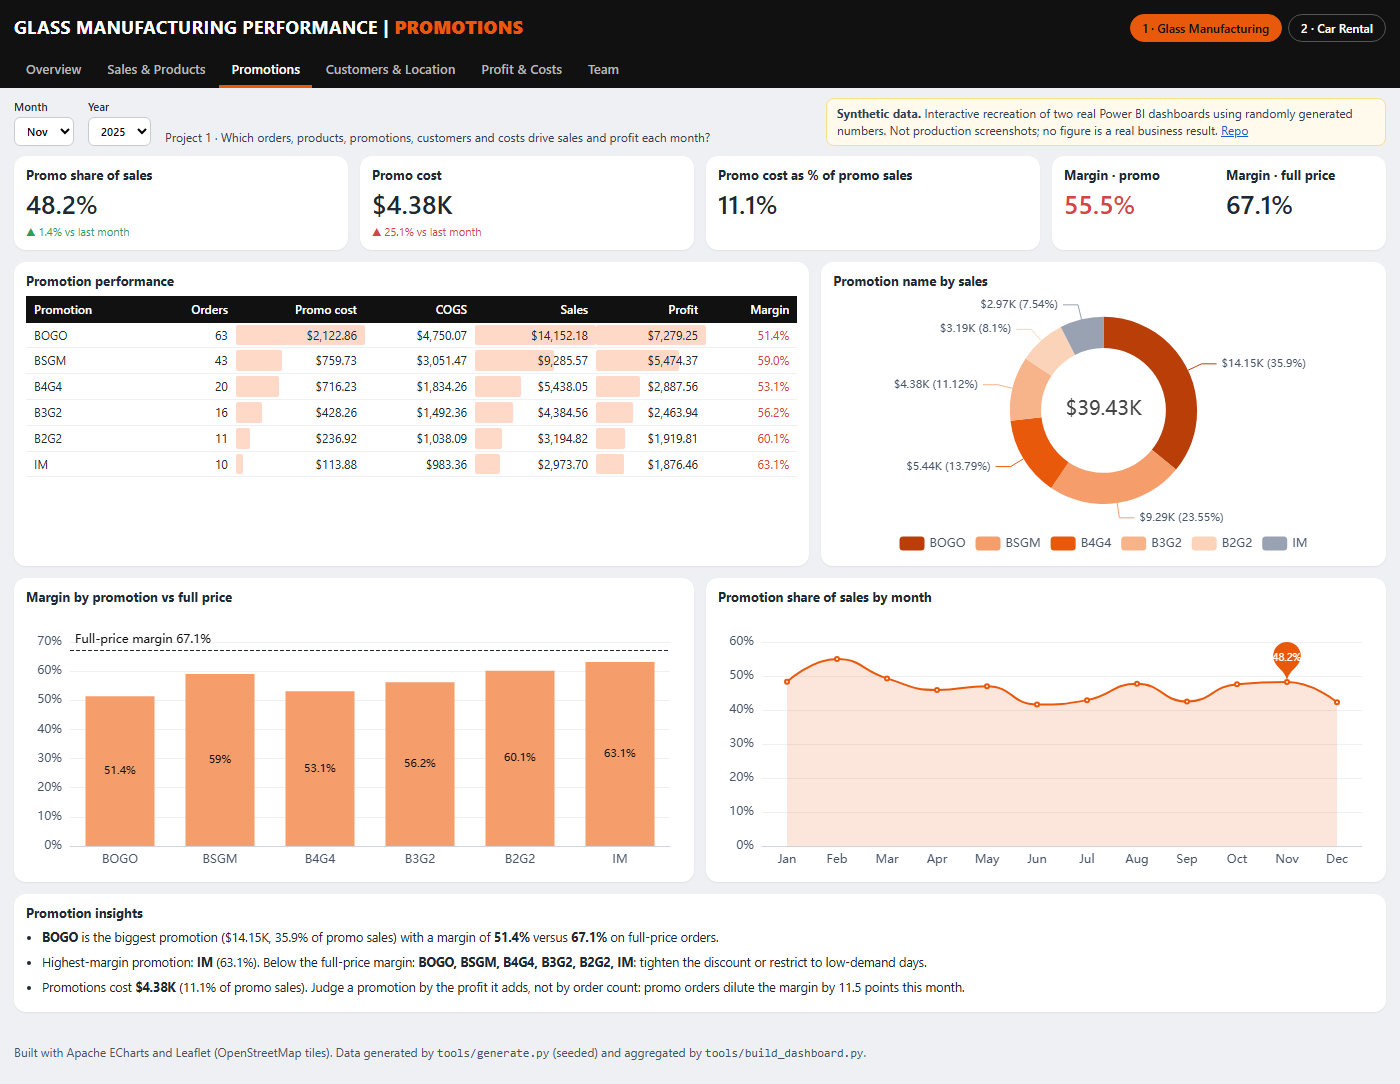 GLASS MANUFACTURING PERFORMANCE | PROMOTIONS
1 · Glass Manufacturing
2 · Car Rental
Overview
Sales & Products
Promotions
Customers & Location
Profit & Costs
Team
Month
Year
Nov
2025
Project 1 · Which orders, products, promotions, customers and costs drive sales and profit each month?
Synthetic data. Interactive recreation of two real Power BI dashboards using randomly generated
numbers. Not production screenshots; no figure is a real business result. Repo
Promo share of sales
48.2%
▲ 1.4% vs last month
Promo cost
$4.38K
▲ 25.1% vs last month
Promo cost as % of promo sales
11.1%
Margin · promo
55.5%
Margin · full price
67.1%
Promotion performance
Promotion Orders Promo cost COGS Sales Profit Margin
BOGO 63 $2,122.86 $4,750.07 $14,152.18 $7,279.25 51.4%
BSGM 43 $759.73 $3,051.47 $9,285.57 $5,474.37 59.0%
B4G4 20 $716.23 $1,834.26 $5,438.05 $2,887.56 53.1%
B3G2 16 $428.26 $1,492.36 $4,384.56 $2,463.94 56.2%
B2G2 11 $236.92 $1,038.09 $3,194.82 $1,919.81 60.1%
IM 10 $113.88 $983.36 $2,973.70 $1,876.46 63.1%
Promotion name by sales
$2.97K (7.54%)
$3.19K (8.1%)
$14.15K (35.9%)
$4.38K (11.12%)
$39.43K
$5.44K (13.79%)
$9.29K (23.55%)
BOGO BSGM B4G4 B3G2 B2G2 IM
Margin by promotion vs full price
70%
Full-price margin 67.1%
60%
50%
40%
30%
20%
10%
0%
51.4%
59%
53.1%
56.2%
60.1%
63.1%
BOGO BSGM B4G4 B3G2 B2G2 IM
Promotion share of sales by month
60%
50%
40%
30%
20%
10%
0%
48.2%
Jan Feb Mar Apr May Jun Jul Aug Sep Oct Nov Dec
Promotion insights
• BOGO is the biggest promotion ($14.15K, 35.9% of promo sales) with a margin of 51.4% versus 67.1% on full-price orders.
• Highest-margin promotion: IM (63.1%). Below the full-price margin: BOGO, BSGM, B4G4, B3G2, B2G2, IM: tighten the discount or restrict to low-demand days.
• Promotions cost $4.38K (11.1% of promo sales). Judge a promotion by the profit it adds, not by order count: promo orders dilute the margin by 11.5 points this month.
Built with Apache ECharts and Leaflet (OpenStreetMap tiles). Data generated by tools/generate.py (seeded) and aggregated by tools/build_dashboard.py.